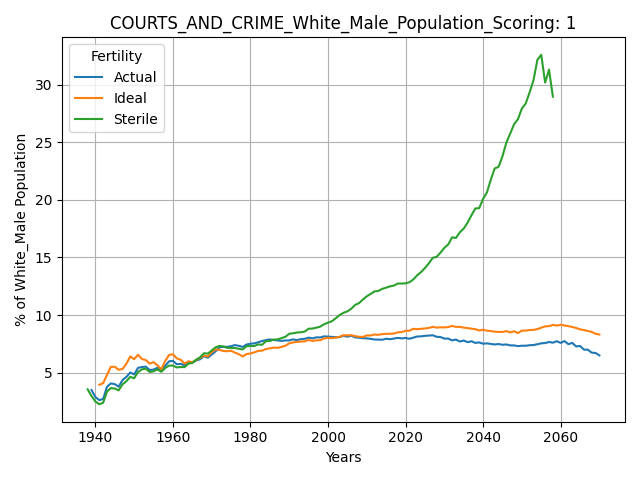 COURTS_AND_CRIME_White_Male_Population_Scoring: 1
Fertility
Actual
Ideal
Sterile
% of White_Male Population
30
25
20
15
10
5
1940 1960 1980 2000 2020 2040 2060
Years